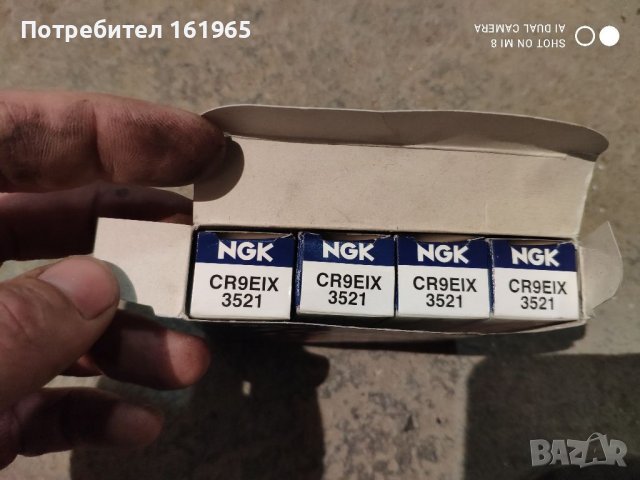 Потребител 161965
SHOT ON MI 8
AI DUAL CAMERA
NGK
CR9EIX
3521
NGK
CR9EIX
3521
NGK
CR9EIX
3521
NGK
CR9EIX
3521
BAZAR